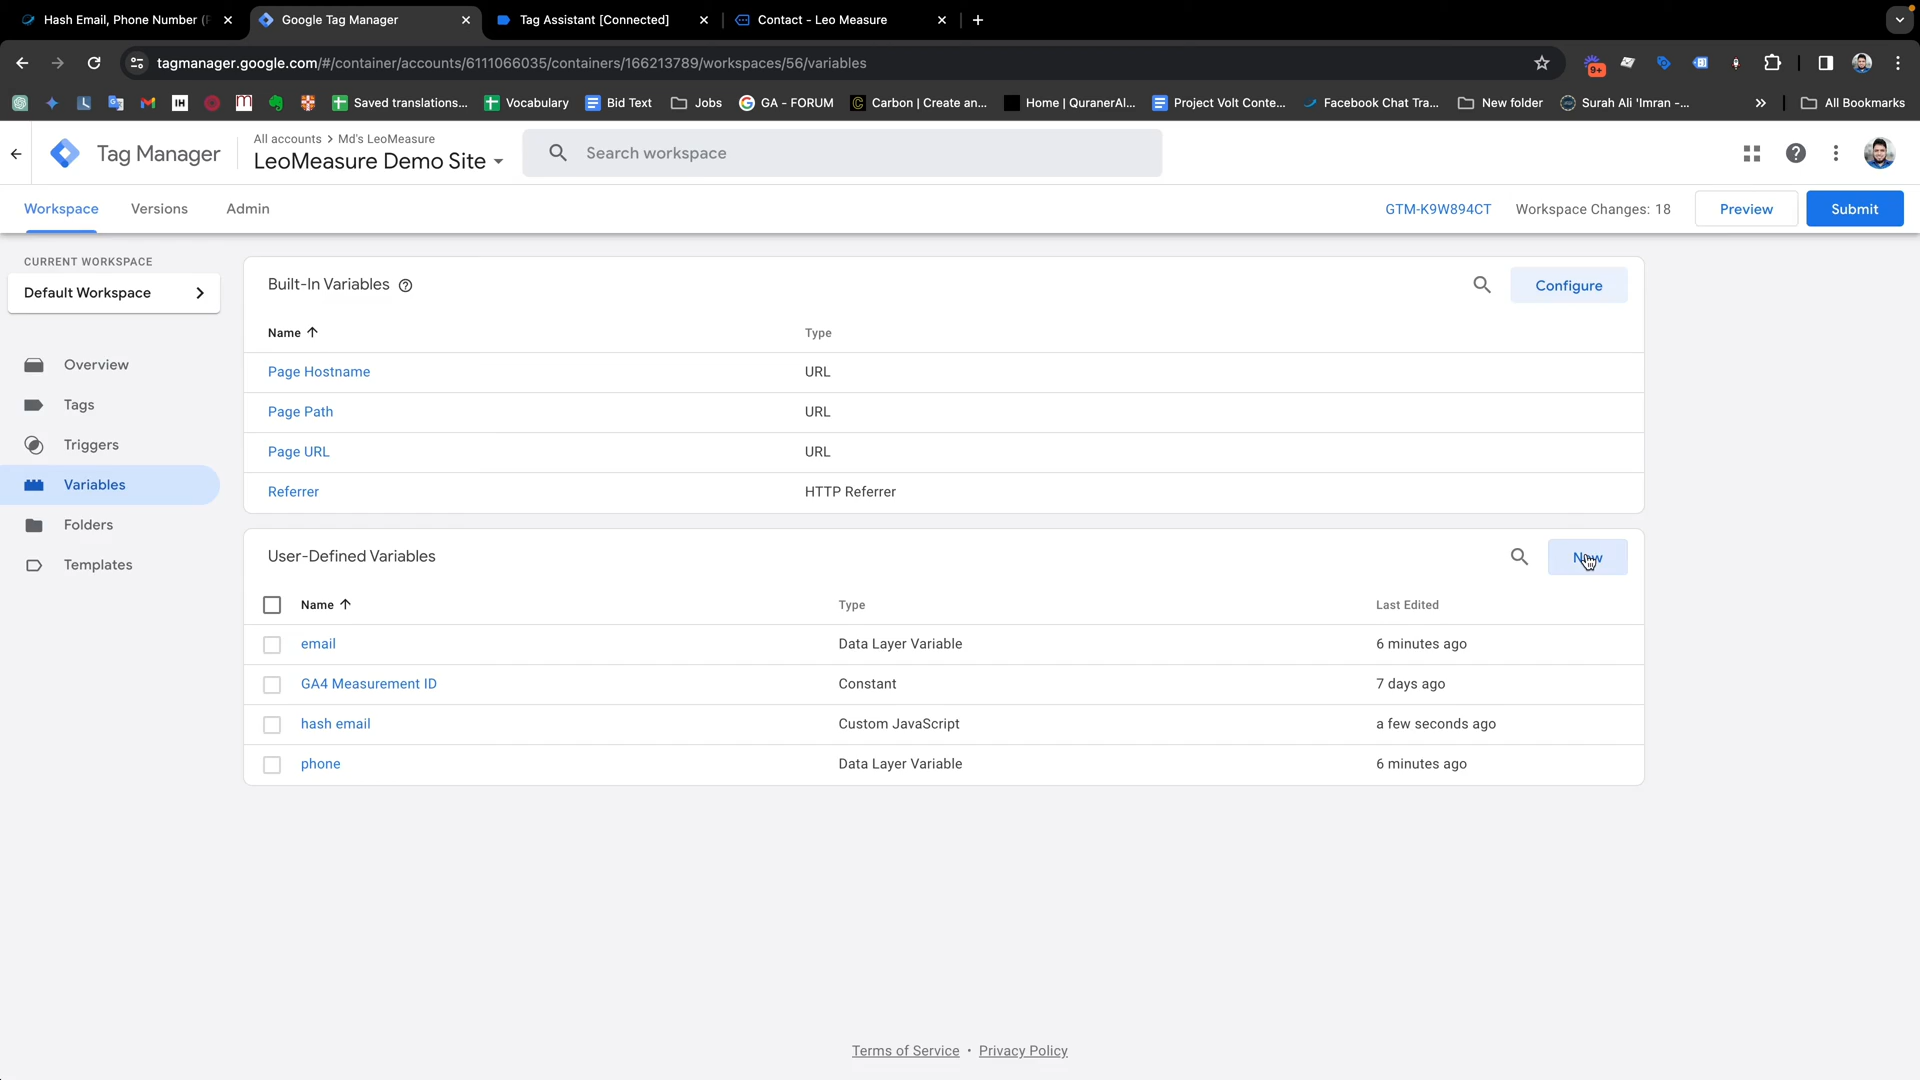 Hash Email, Phone Number (
Google Tag Manager
Tag Assistant [Connected]
Contact - Leo Measure
tagmanager.google.com/#/container/accounts/6111066035/containers/166213789/workspaces/56/variables
9+
IH
Saved translations...
Vocabulary
Bid Text
Jobs
GA - FORUM
Carbon | Create an...
Home | QuranerAl...
Project Volt Conte...
Facebook Chat Tra...
New folder
Surah Ali 'Imran -...
All Bookmarks
Tag Manager
All accounts > Md's LeoMeasure
LeoMeasure Demo Site
Search workspace
Workspace
Versions
Admin
GTM-K9W894CT
Workspace Changes: 18
Preview
Submit
CURRENT WORKSPACE
Default Workspace
Overview
Tags
Triggers
Variables
Folders
Templates
Built-In Variables
Configure
Name
Type
Page Hostname
URL
Page Path
URL
Page URL
URL
Referrer
HTTP Referrer
User-Defined Variables
New
Name
Type
Last Edited
email
Data Layer Variable
6 minutes ago
GA4 Measurement ID
Constant
7 days ago
hash email
Custom JavaScript
a few seconds ago
phone
Data Layer Variable
6 minutes ago
Terms of Service • Privacy Policy